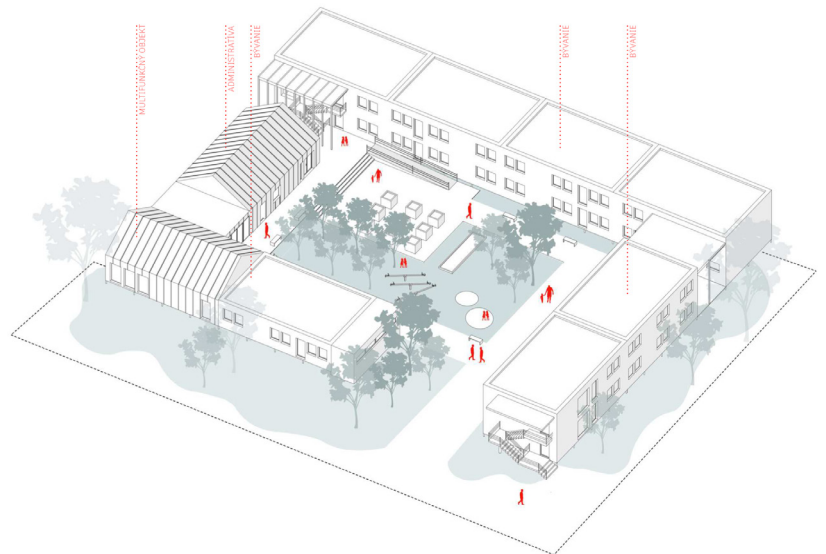 MULTIFUNKČNÝ OBJEKT
ADMINISTRATÍVA
BÝVANIE
BÝVANIE
BÝVANIE